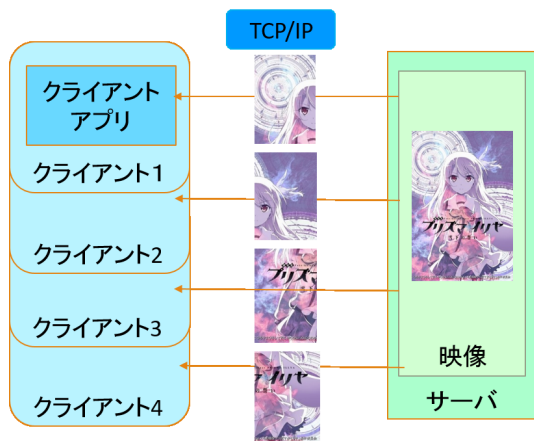 TCP/IP
クライアント
アプリ
クライアント1
クライアント2
クライアント3
クライアント4
プリズマ☆イリヤ
映像
サーバ